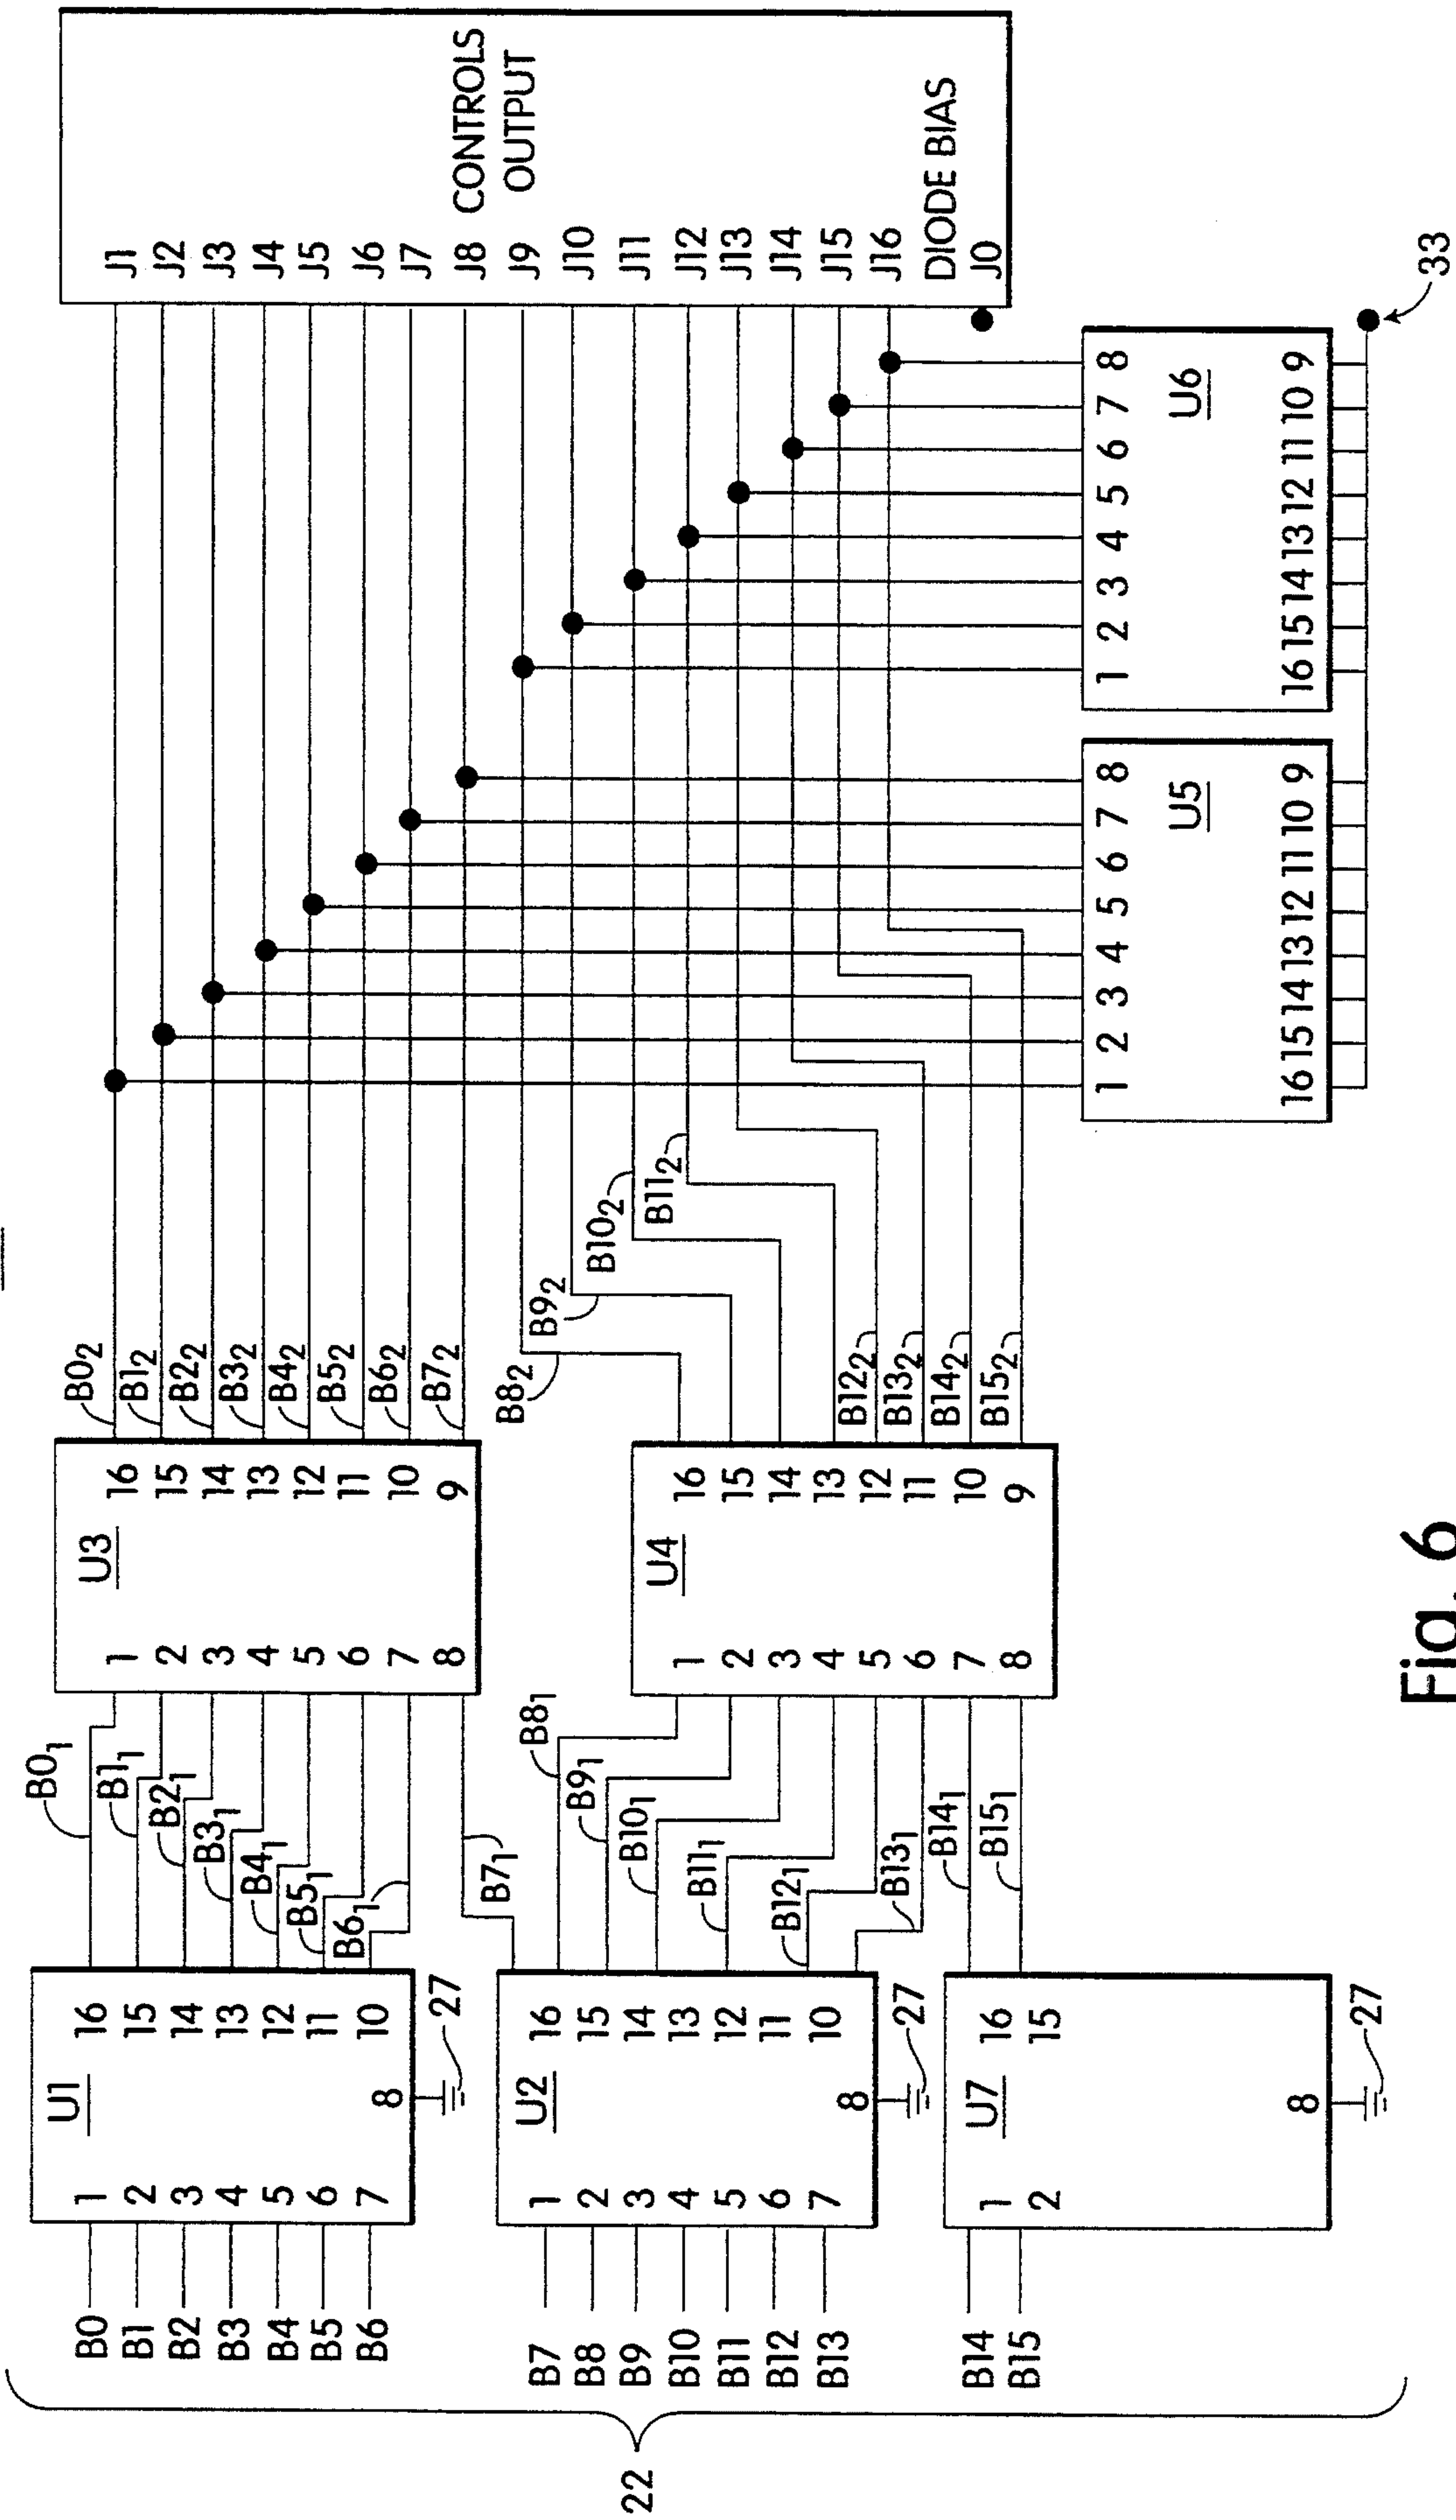 22
B0
B1
B2
B3
B4
B5
B6
B7
B8
B9
B10
B11
B12
B13
B14
B15
U1
1 16
2 15
3 14
4 13
5 12
6 11
7 10
8
27
U2
1 16
2 15
3 14
4 13
5 12
6 11
7 10
8
27
U7
1 16
2 15
8
27
B0₁
B1₁
B2₁
B3₁
B4₁
B5₁
B6₁
B7₁
B8₁
B9₁
B10₁
B11₁
B12₁
B13₁
B14₁
B15₁
U3
1 16
2 15
3 14
4 13
5 12
6 11
7 10
8 9
U4
1 16
2 15
3 14
4 13
5 12
6 11
7 10
8 9
B0₂
B1₂
B2₂
B3₂
B4₂
B5₂
B6₂
B7₂
B8₂
B9₂
B10₂
B11₂
B12₂
B13₂
B14₂
B15₂
1 2 3 4 5 6 7 8
U5
16 15 14 13 12 11 10 9
1 2 3 4 5 6 7 8
U6
16 15 14 13 12 11 10 9
33
J1
J2
J3
J4
J5
J6
J7
J8 CONTROLS
J9 OUTPUT
J10
J11
J12
J13
J14
J15
J16
DIODE BIAS
J0
Fig. 6